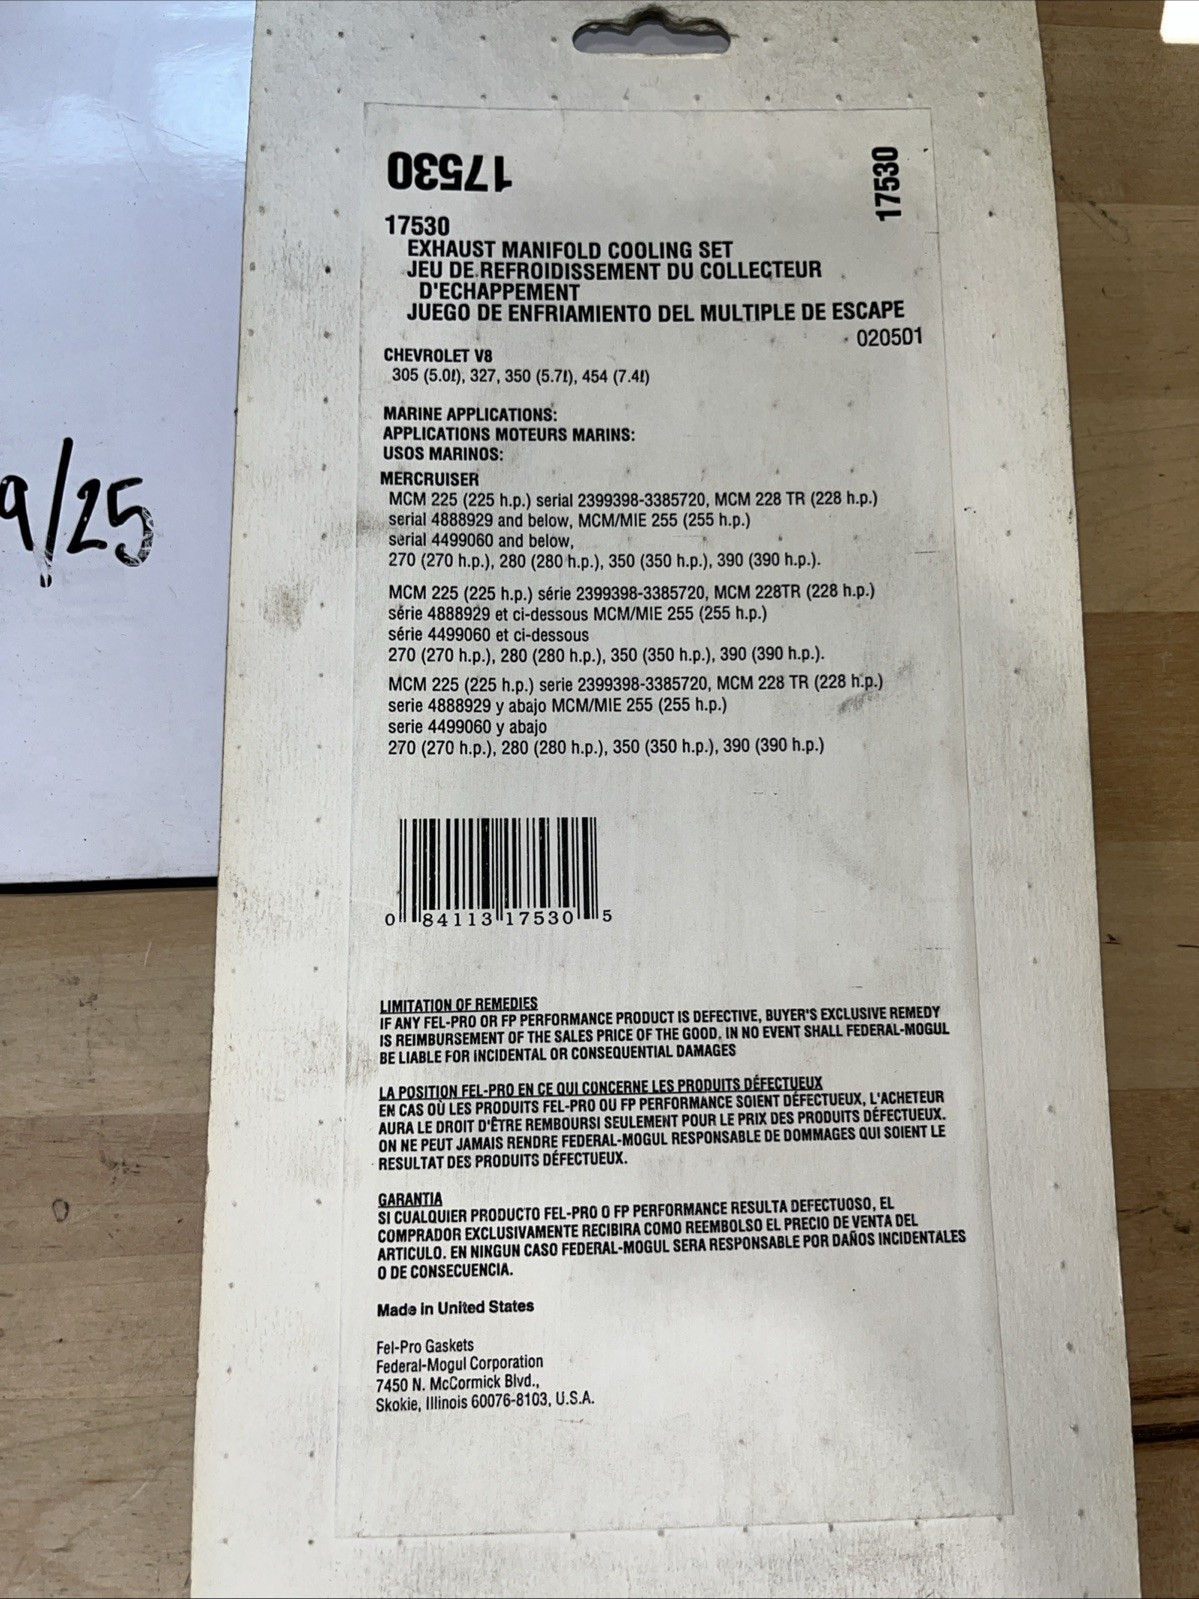 17530
17530
17530
EXHAUST MANIFOLD COOLING SET
JEU DE REFROIDISSEMENT DU COLLECTEUR
D'ECHAPPEMENT
JUEGO DE ENFRIAMIENTO DEL MULTIPLE DE ESCAPE
020501
CHEVROLET V8
305 (5.0ℓ), 327, 350 (5.7ℓ), 454 (7.4ℓ)
MARINE APPLICATIONS:
APPLICATIONS MOTEURS MARINS:
USOS MARINOS:
MERCRUISER
MCM 225 (225 h.p.) serial 2399398-3385720, MCM 228 TR (228 h.p.)
serial 4888929 and below, MCM/MIE 255 (255 h.p.)
serial 4499060 and below,
270 (270 h.p.), 280 (280 h.p.), 350 (350 h.p.), 390 (390 h.p.).
MCM 225 (225 h.p.) série 2399398-3385720, MCM 228TR (228 h.p.)
série 4888929 et ci-dessous MCM/MIE 255 (255 h.p.)
série 4499060 et ci-dessous
270 (270 h.p.), 280 (280 h.p.), 350 (350 h.p.), 390 (390 h.p.).
MCM 225 (225 h.p.) serie 2399398-3385720, MCM 228 TR (228 h.p.)
serie 4888929 y abajo MCM/MIE 255 (255 h.p.)
serie 4499060 y abajo
270 (270 h.p.), 280 (280 h.p.), 350 (350 h.p.), 390 (390 h.p.)
9/25
0 84113 17530 5
LIMITATION OF REMEDIES
IF ANY FEL-PRO OR FP PERFORMANCE PRODUCT IS DEFECTIVE, BUYER'S EXCLUSIVE REMEDY
IS REIMBURSEMENT OF THE SALES PRICE OF THE GOOD. IN NO EVENT SHALL FEDERAL-MOGUL
BE LIABLE FOR INCIDENTAL OR CONSEQUENTIAL DAMAGES
LA POSITION FEL-PRO EN CE QUI CONCERNE LES PRODUITS DÉFECTUEUX
EN CAS OÙ LES PRODUITS FEL-PRO OU FP PERFORMANCE SOIENT DÉFECTUEUX, L'ACHETEUR
AURA LE DROIT D'ÊTRE REMBOURSI SEULEMENT POUR LE PRIX DES PRODUITS DÉFECTUEUX.
ON NE PEUT JAMAIS RENDRE FEDERAL-MOGUL RESPONSABLE DE DOMMAGES QUI SOIENT LE
RESULTAT DES PRODUITS DÉFECTUEUX.
GARANTIA
SI CUALQUIER PRODUCTO FEL-PRO O FP PERFORMANCE RESULTA DEFECTUOSO, EL
COMPRADOR EXCLUSIVAMENTE RECIBIRA COMO REEMBOLSO EL PRECIO DE VENTA DEL
ARTICULO. EN NINGUN CASO FEDERAL-MOGUL SERA RESPONSABLE POR DAÑOS INCIDENTALES
O DE CONSECUENCIA.
Made in United States
Fel-Pro Gaskets
Federal-Mogul Corporation
7450 N. McCormick Blvd.,
Skokie, Illinois 60076-8103, U.S.A.